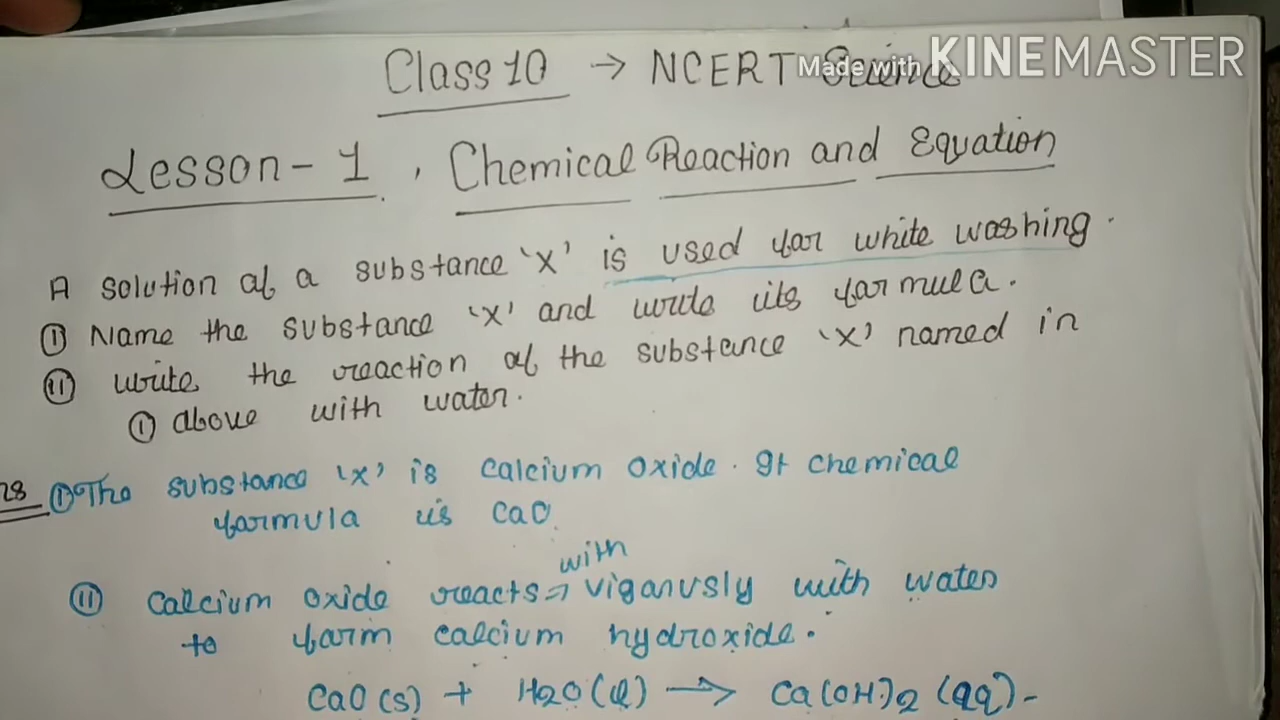 Class 10 → NCERT Science
Made with KINEMASTER
Lesson - 1, Chemical Reaction and Equation
A solution of a substance 'X' is used for white washing.
(I) Name the substance 'X' and write its formula.
(II) write the reaction of the substance 'X' named in
(I) above with water.
(I) The substance 'X' is calcium oxide. It chemical
formula is CaO
with
(II) Calcium oxide reacts ⇒ vigorously with water
to form calcium hydroxide.
CaO(s) + H2O(l) → Ca(OH)2 (aq) -